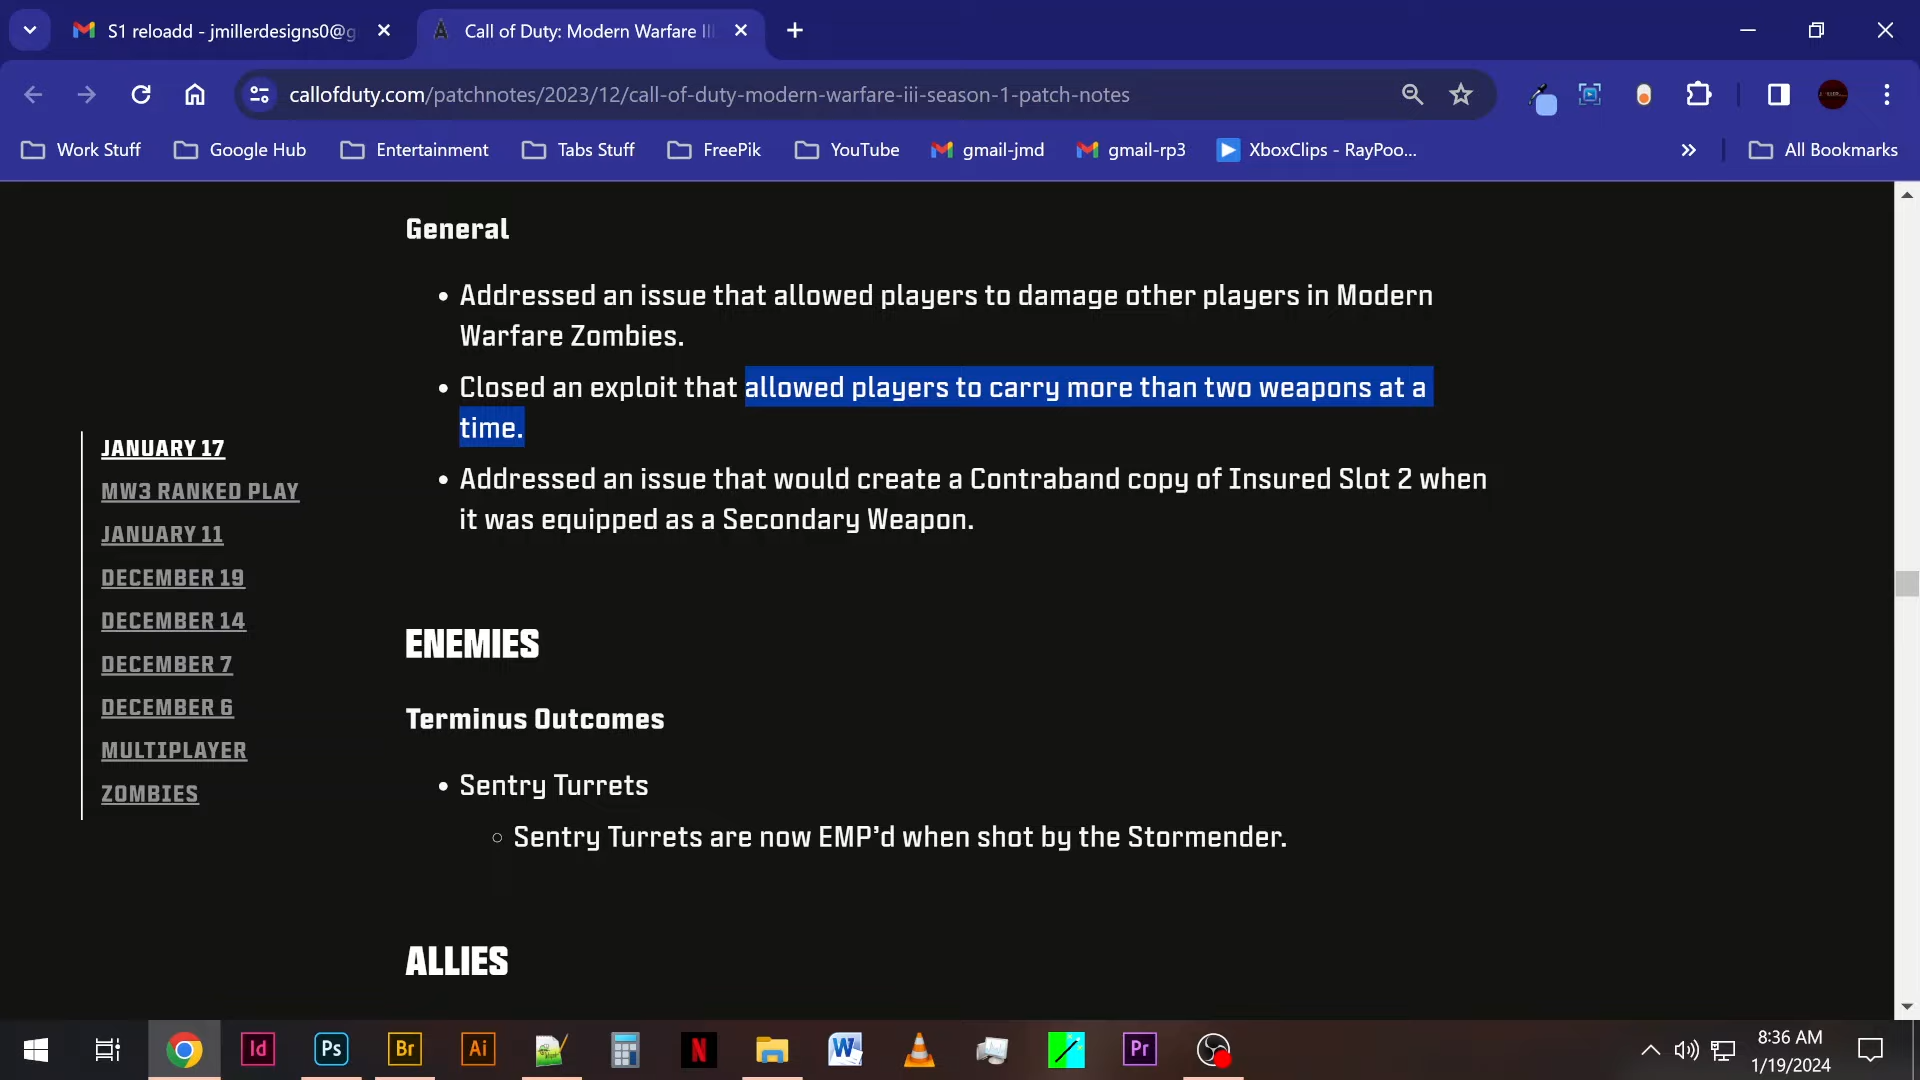 S1 reloadd - jmillerdesigns0@g
Call of Duty: Modern Warfare III
callofduty.com/patchnotes/2023/12/call-of-duty-modern-warfare-iii-season-1-patch-notes
Work Stuff
Google Hub
Entertainment
Tabs Stuff
FreePik
YouTube
gmail-jmd
gmail-rp3
XboxClips - RayPoo...
»
All Bookmarks
General
• Addressed an issue that allowed players to damage other players in Modern
Warfare Zombies.
• Closed an exploit that allowed players to carry more than two weapons at a
time.
• Addressed an issue that would create a Contraband copy of Insured Slot 2 when
it was equipped as a Secondary Weapon.
JANUARY 17
MW3 RANKED PLAY
JANUARY 11
DECEMBER 19
DECEMBER 14
DECEMBER 7
DECEMBER 6
MULTIPLAYER
ZOMBIES
ENEMIES
Terminus Outcomes
• Sentry Turrets
○ Sentry Turrets are now EMP’d when shot by the Stormender.
ALLIES
Id
Ps
Br
Ai
N
W
Pr
8:36 AM
1/19/2024